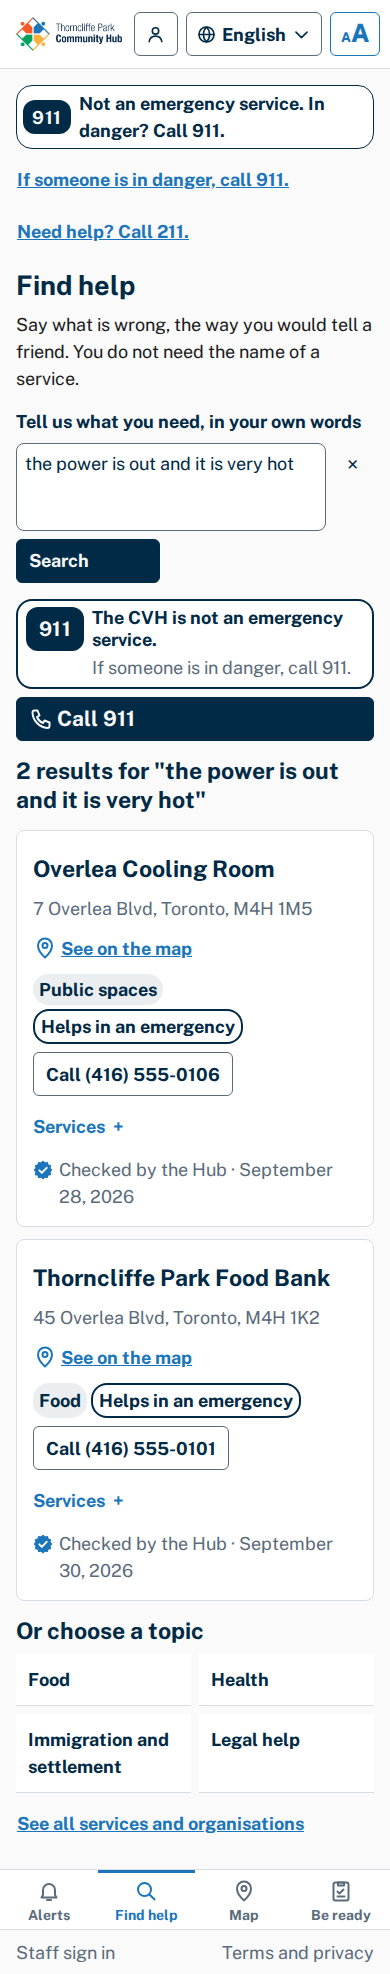 Thorncliffe Park
Community Hub
English
AA
911
Not an emergency service. In
danger? Call 911.
If someone is in danger, call 911.
Need help? Call 211.
Find help
Say what is wrong, the way you would tell a
friend. You do not need the name of a
service.
Tell us what you need, in your own words
the power is out and it is very hot
×
Search
911
The CVH is not an emergency
service.
If someone is in danger, call 911.
Call 911
2 results for "the power is out
and it is very hot"
Overlea Cooling Room
7 Overlea Blvd, Toronto, M4H 1M5
See on the map
Public spaces
Helps in an emergency
Call (416) 555-0106
Services +
Checked by the Hub · September
28, 2026
Thorncliffe Park Food Bank
45 Overlea Blvd, Toronto, M4H 1K2
See on the map
Food Helps in an emergency
Call (416) 555-0101
Services +
Checked by the Hub · September
30, 2026
Or choose a topic
Food
Health
Immigration and
settlement
Legal help
See all services and organisations
Alerts
Find help
Map
Be ready
Staff sign in
Terms and privacy